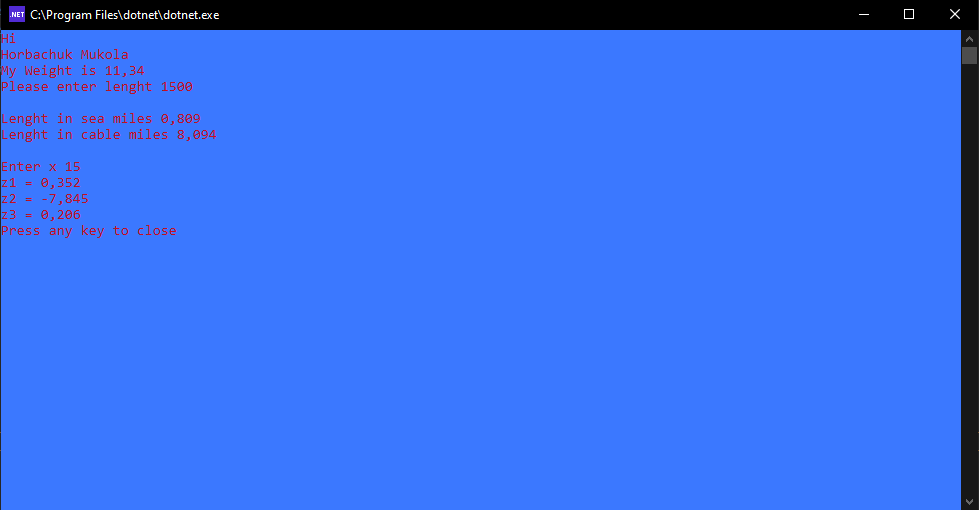 .NET C:\Program Files\dotnet\dotnet.exe
Hi
Horbachuk Mukola
My Weight is 11,34
Please enter lenght 1500
Lenght in sea miles 0,809
Lenght in cable miles 8,094
Enter x 15
z1 = 0,352
z2 = -7,845
z3 = 0,206
Press any key to close